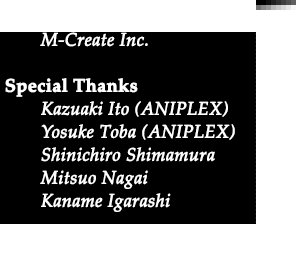 M-Create Inc.
Special Thanks
Kazuaki Ito (ANIPLEX)
Yosuke Toba (ANIPLEX)
Shinichiro Shimamura
Mitsuo Nagai
Kaname Igarashi